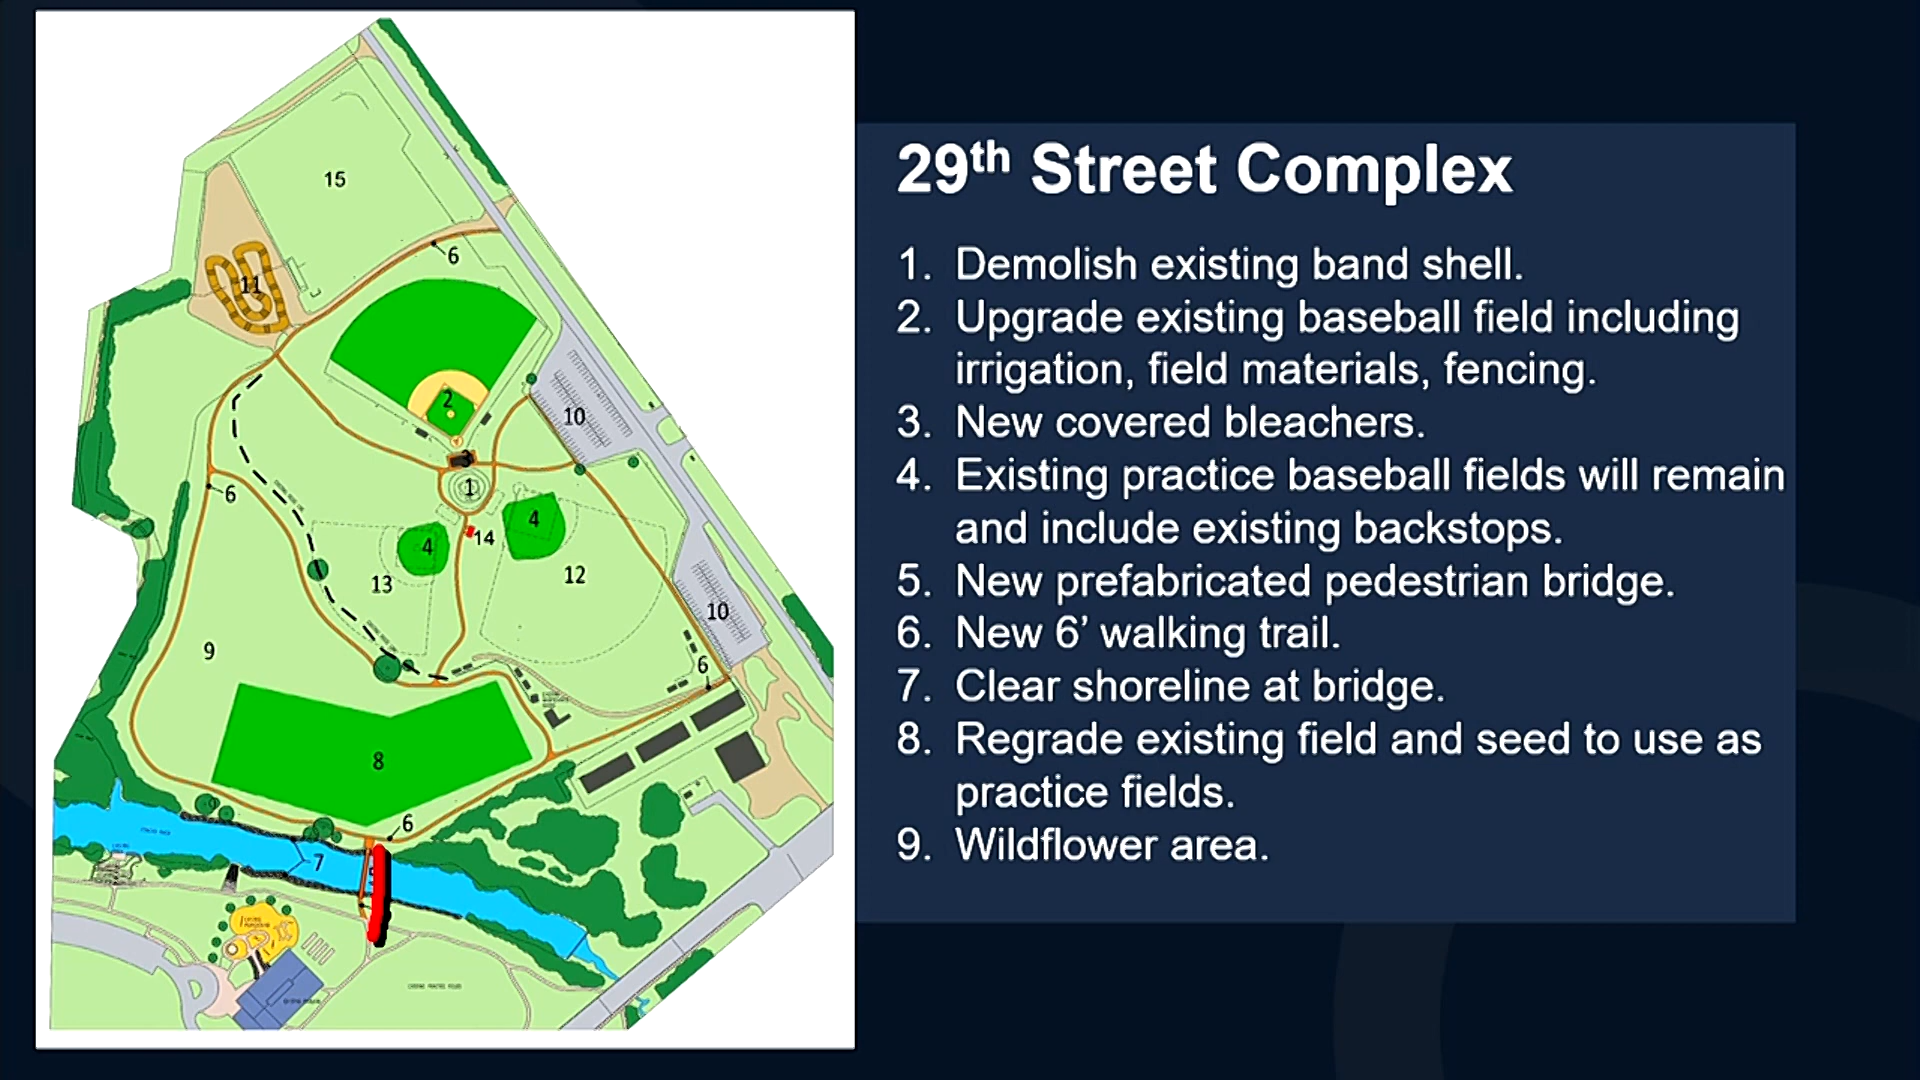 29th Street Complex
1. Demolish existing band shell.
2. Upgrade existing baseball field including
irrigation, field materials, fencing.
3. New covered bleachers.
4. Existing practice baseball fields will remain
and include existing backstops.
5. New prefabricated pedestrian bridge.
6. New 6’ walking trail.
7. Clear shoreline at bridge.
8. Regrade existing field and seed to use as
practice fields.
9. Wildflower area.
15
6
11
2
10
3
1
6
4
14
4
13
12
10
9
6
8
6
7